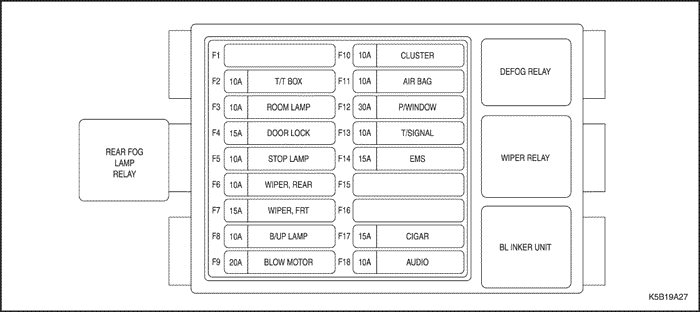 F1
F2 10A T/T BOX
F3 10A ROOM LAMP
F4 15A DOOR LOCK
F5 10A STOP LAMP
F6 10A WIPER, REAR
F7 15A WIPER, FRT
F8 10A B/UP LAMP
F9 20A BLOW MOTOR
F10 10A CLUSTER
F11 10A AIR BAG
F12 30A P/WINDOW
F13 10A T/SIGNAL
F14 15A EMS
F15
F16
F17 15A CIGAR
F18 10A AUDIO
REAR FOG
LAMP
RELAY
DEFOG RELAY
WIPER RELAY
BL INKER UNIT
K5B19A27